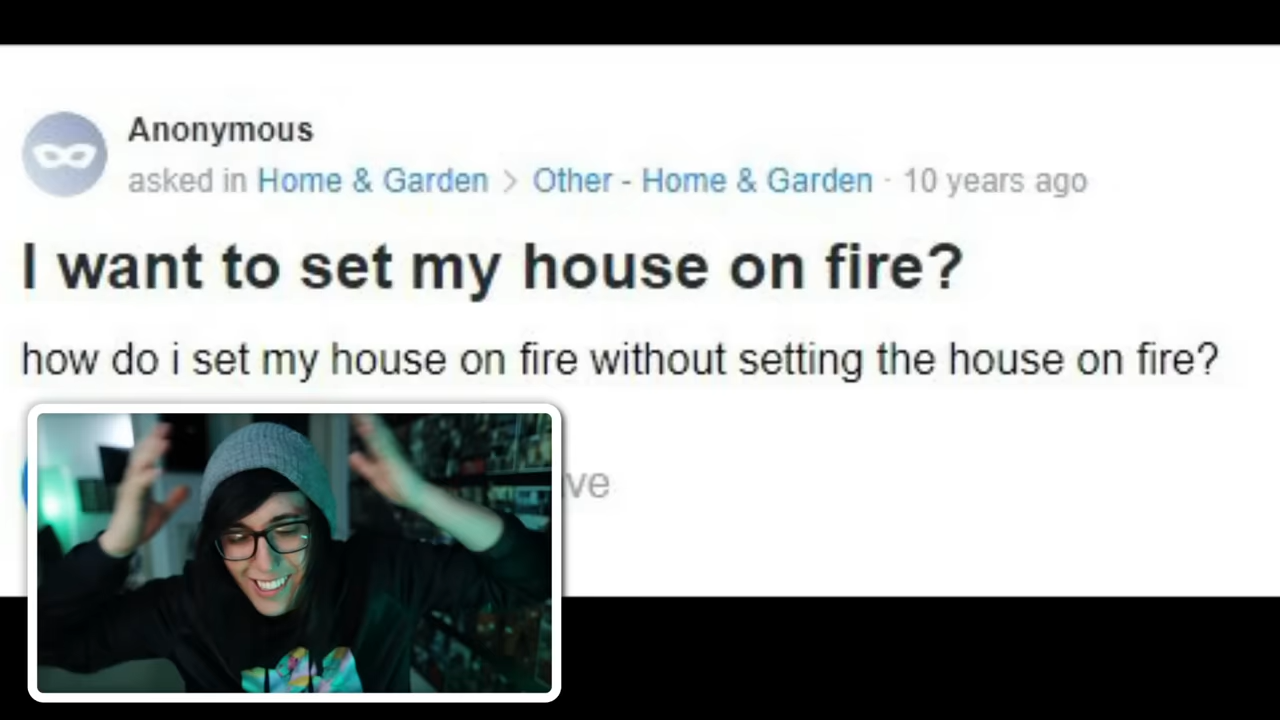 Anonymous
asked in Home & Garden > Other - Home & Garden · 10 years ago
I want to set my house on fire?
how do i set my house on fire without setting the house on fire?
ve